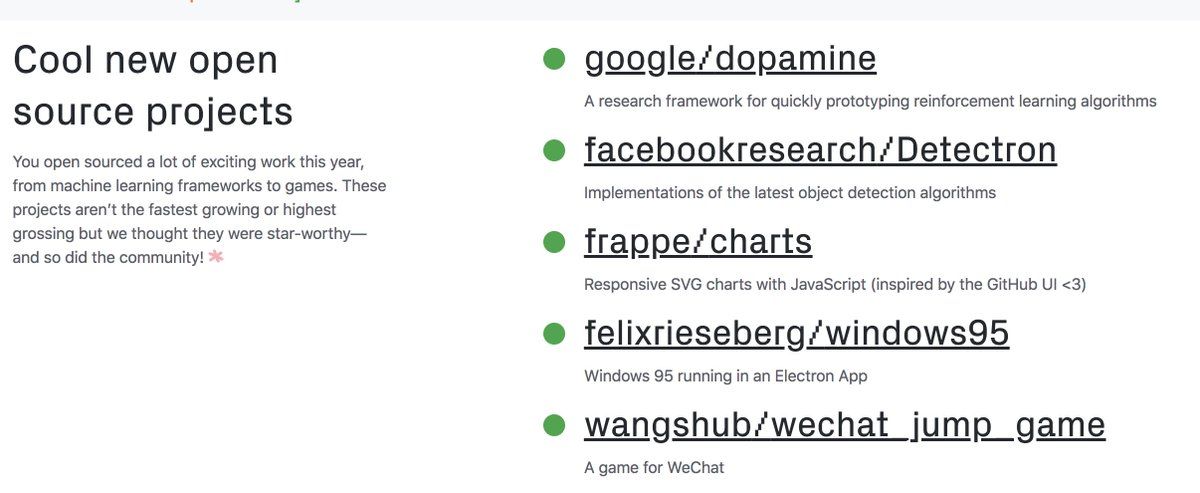 Cool new open
source projects
You open sourced a lot of exciting work this year,
from machine learning frameworks to games. These
projects aren’t the fastest growing or highest
grossing but we thought they were star-worthy—
and so did the community!
google/dopamine
A research framework for quickly prototyping reinforcement learning algorithms
facebookresearch/Detectron
Implementations of the latest object detection algorithms
frappe/charts
Responsive SVG charts with JavaScript (inspired by the GitHub UI <3)
felixrieseberg/windows95
Windows 95 running in an Electron App
wangshub/wechat_jump_game
A game for WeChat